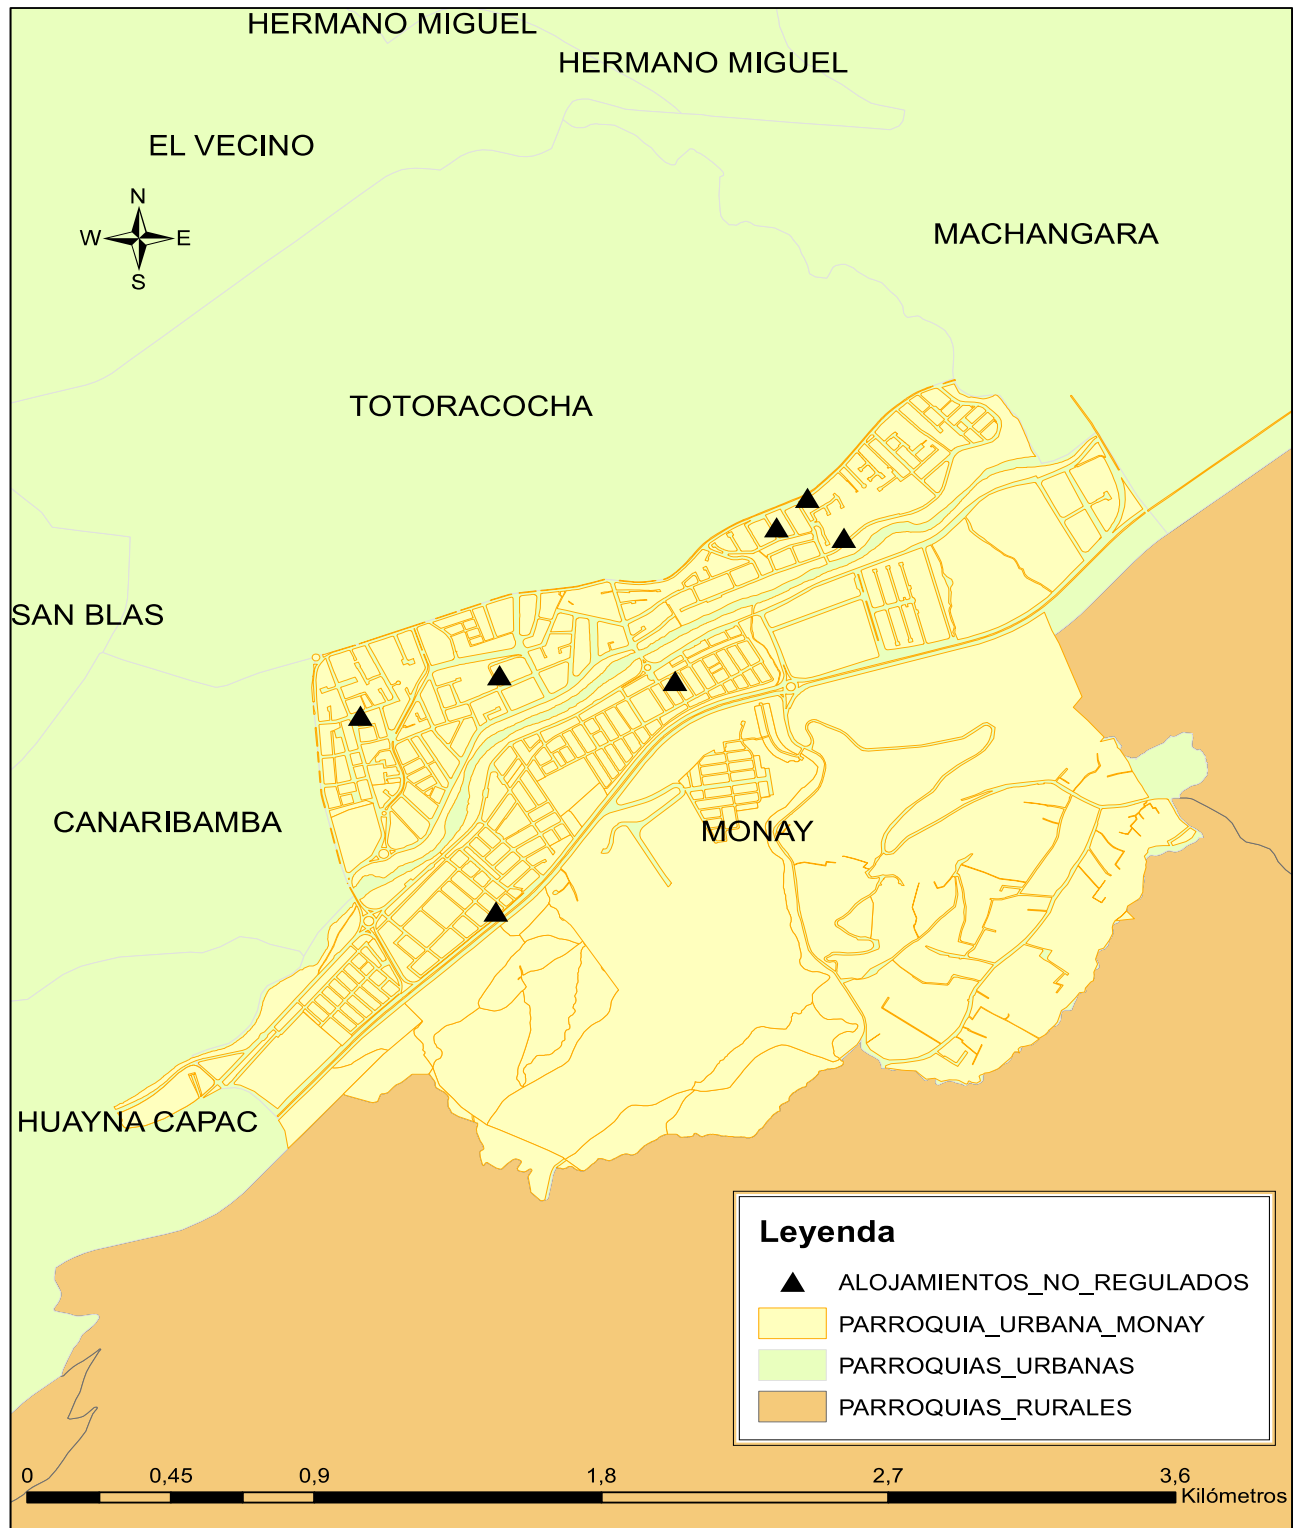 HERMANO MIGUEL
HERMANO MIGUEL
EL VECINO
N
W E
S
MACHANGARA
TOTORACOCHA
SAN BLAS
CANARIBAMBA
MONAY
HUAYNA CAPAC
Leyenda
ALOJAMIENTOS_NO_REGULADOS
PARROQUIA_URBANA_MONAY
PARROQUIAS_URBANAS
PARROQUIAS_RURALES
0 0,45 0,9 1,8 2,7 3,6
Kilómetros